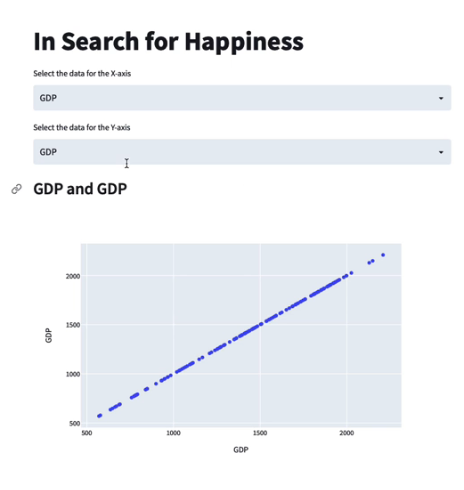 In Search for Happiness
Select the data for the X-axis
GDP
Select the data for the Y-axis
GDP
GDP and GDP
2000
1500
1000
500
GDP
500 1000 1500 2000
GDP